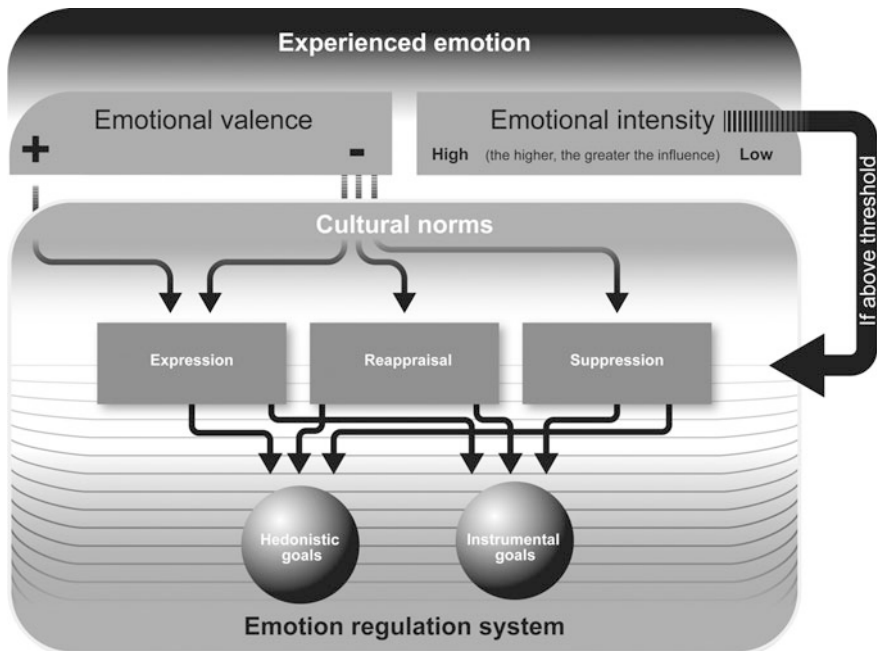 Experienced emotion
Emotional valence
+ -
Emotional intensity
High (the higher, the greater the influence) Low
If above threshold
Cultural norms
Expression
Reappraisal
Suppression
Hedonistic
goals
Instrumental
goals
Emotion regulation system